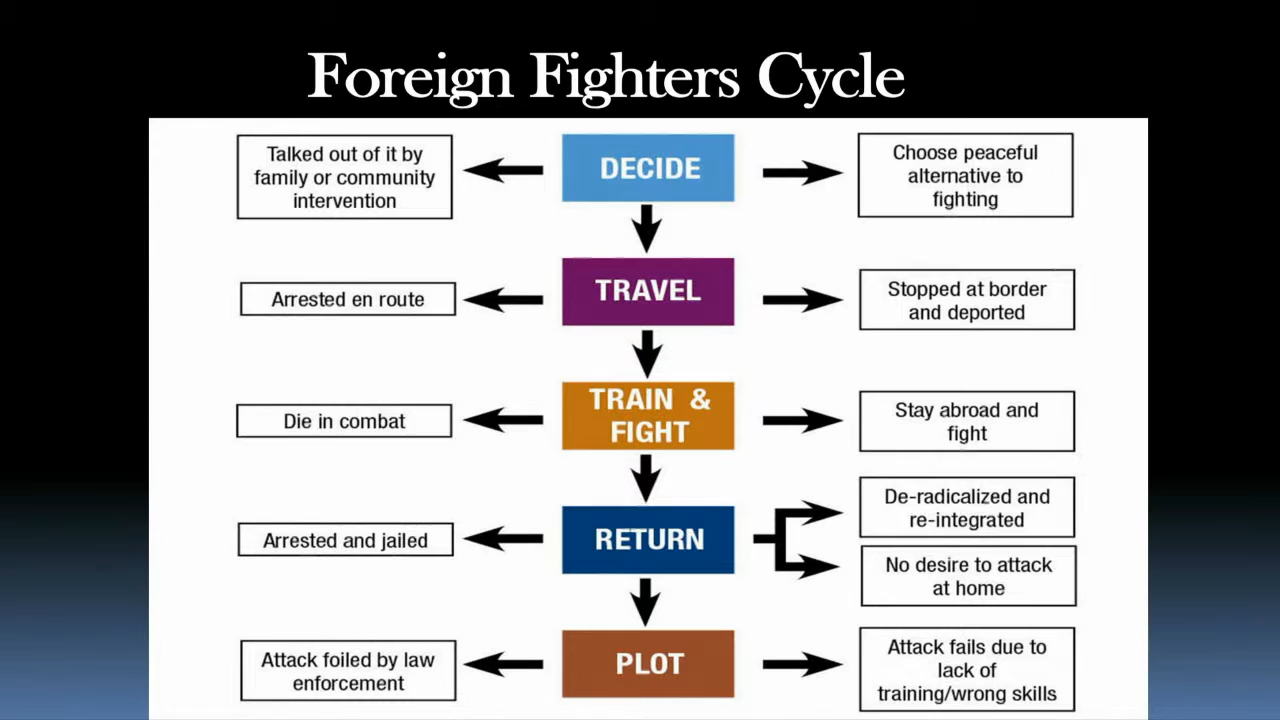 Foreign Fighters Cycle
Talked out of it by
family or community
intervention
DECIDE
Choose peaceful
alternative to
fighting
Arrested en route
TRAVEL
Stopped at border
and deported
Die in combat
TRAIN &
FIGHT
Stay abroad and
fight
Arrested and jailed
RETURN
De-radicalized and
re-integrated
No desire to attack
at home
Attack foiled by law
enforcement
PLOT
Attack fails due to
lack of
training/wrong skills